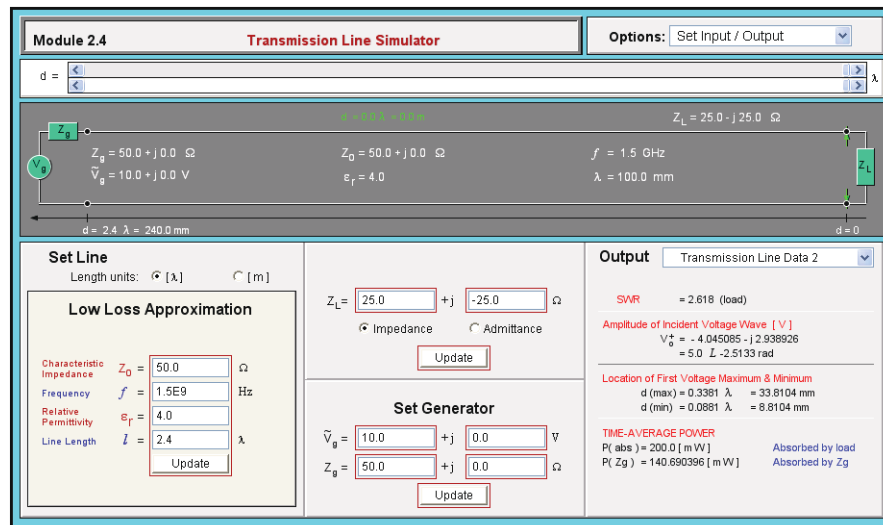 Module 2.4 Transmission Line Simulator Options: Set Input / Output
d = λ
d = 0.0 λ = 0.0 m Z_L = 25.0 - j 25.0 Ω
Z_g
Z_g = 50.0 + j 0.0 Ω Z_0 = 50.0 + j 0.0 Ω f = 1.5 GHz
V_g Z_L
Ṽ_g = 10.0 + j 0.0 V ε_r = 4.0 λ = 100.0 mm
d = 2.4 λ = 240.0 mm d = 0
Set Line
Length units: [λ] [m]
Low Loss Approximation
Characteristic Impedance Z_0 = 50.0 Ω
Frequency f = 1.5E9 Hz
Relative Permittivity ε_r = 4.0
Line Length l = 2.4 λ
Update
Z_L = 25.0 +j -25.0 Ω
Impedance Admittance
Update
Set Generator
Ṽ_g = 10.0 +j 0.0 V
Z_g = 50.0 +j 0.0 Ω
Update
Output Transmission Line Data 2
SWR = 2.618 (load)
Amplitude of Incident Voltage Wave [ V ]
V_o^+ = - 4.045085 - j 2.938926
= 5.0 L -2.5133 rad
Location of First Voltage Maximum & Minimum
d (max) = 0.3381 λ = 33.8104 mm
d (min) = 0.0881 λ = 8.8104 mm
TIME-AVERAGE POWER
P( abs ) = 200.0 [ m W ] Absorbed by load
P( Zg ) = 140.690396 [ m W ] Absorbed by Zg